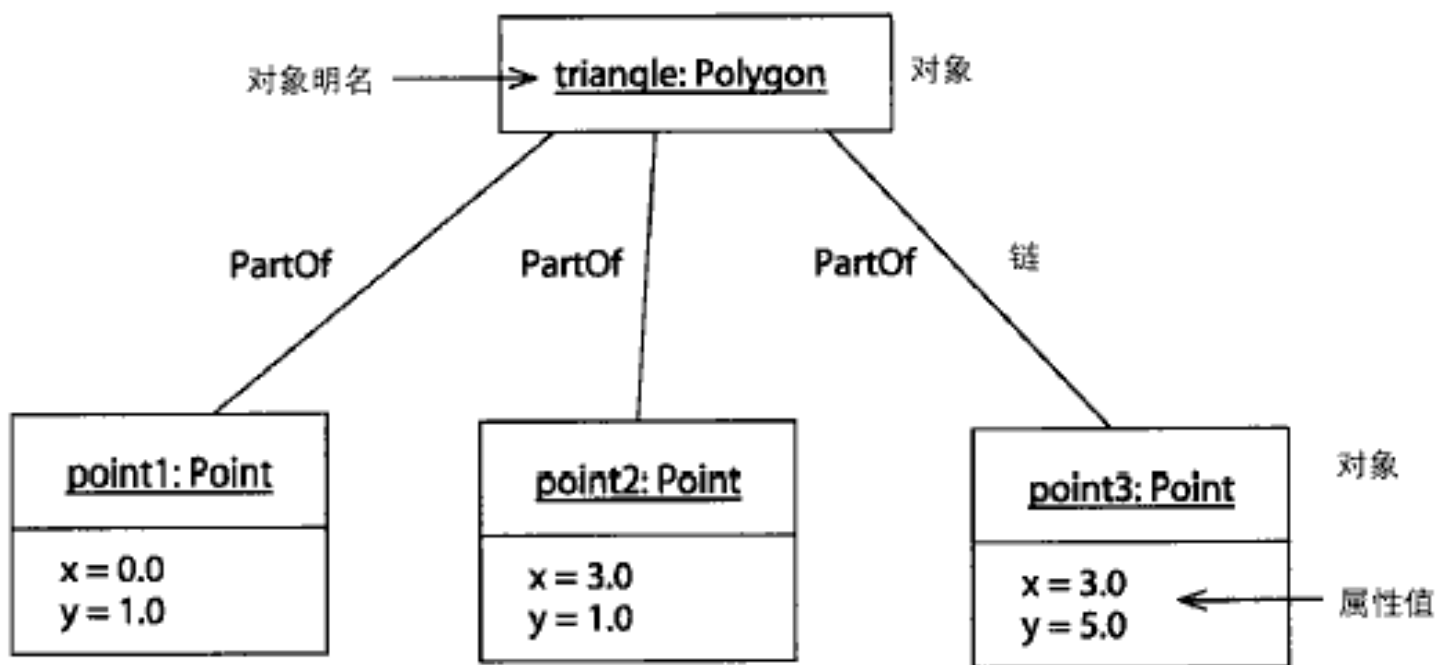 对象明名
triangle: Polygon
对象
PartOf
PartOf
PartOf
链
point1: Point
x = 0.0
y = 1.0
point2: Point
x = 3.0
y = 1.0
point3: Point
x = 3.0
y = 5.0
对象
属性值